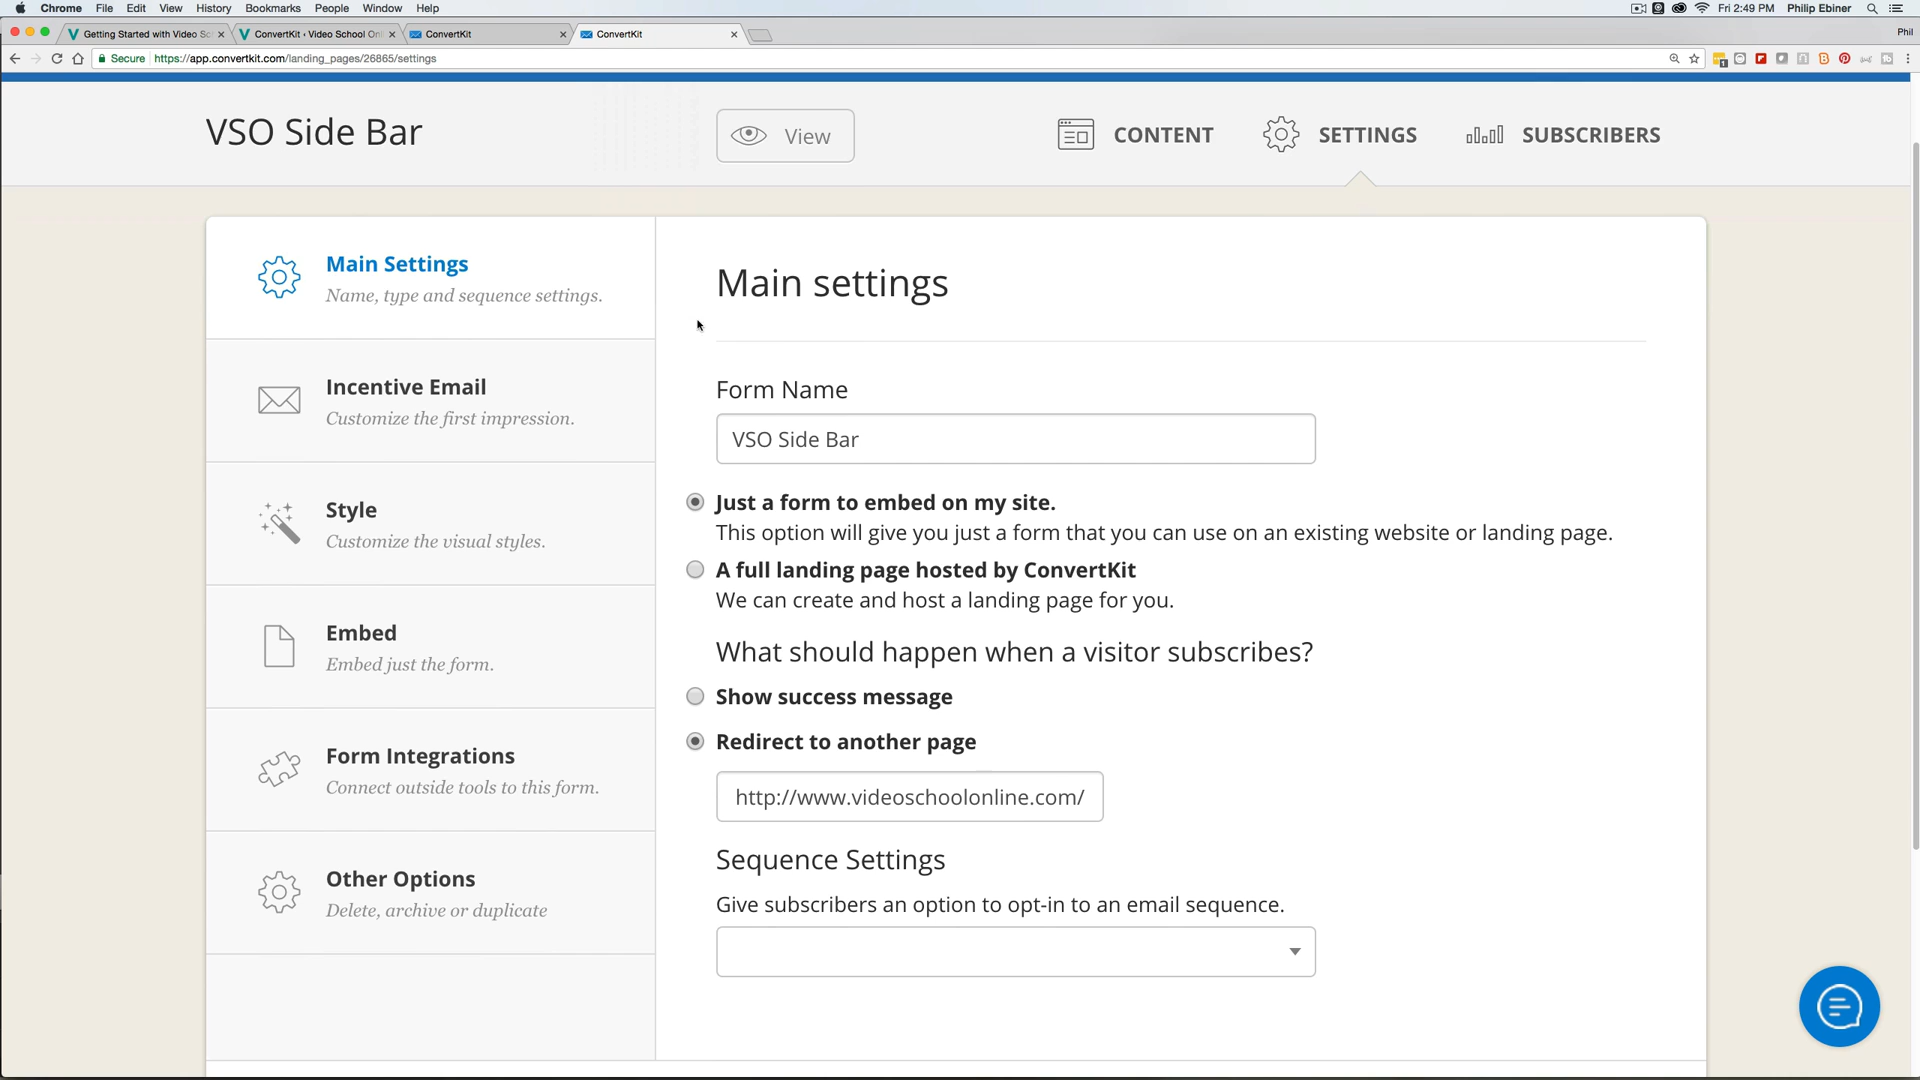 Chrome File Edit View History Bookmarks People Window Help Fri 2:49 PM Philip Ebiner
Getting Started with Video Sc ConvertKit ‹ Video School Onl ConvertKit ConvertKit Phil
Secure https://app.convertkit.com/landing_pages/26865/settings
VSO Side Bar View CONTENT SETTINGS SUBSCRIBERS
Main Settings
Name, type and sequence settings.
Incentive Email
Customize the first impression.
Style
Customize the visual styles.
Embed
Embed just the form.
Form Integrations
Connect outside tools to this form.
Other Options
Delete, archive or duplicate
Main settings
Form Name
VSO Side Bar
Just a form to embed on my site.
This option will give you just a form that you can use on an existing website or landing page.
A full landing page hosted by ConvertKit
We can create and host a landing page for you.
What should happen when a visitor subscribes?
Show success message
Redirect to another page
http://www.videoschoolonline.com/
Sequence Settings
Give subscribers an option to opt-in to an email sequence.